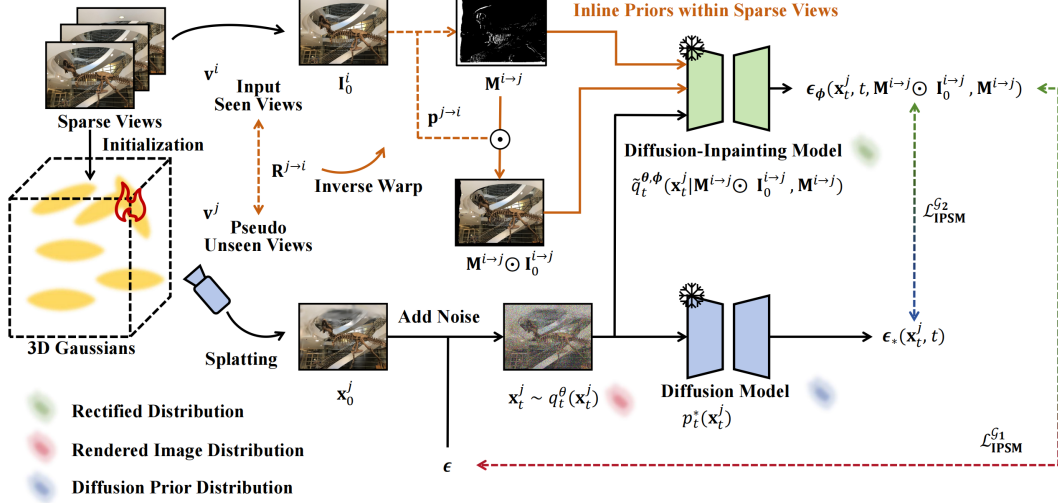 Inline Priors within Sparse Views
v^i
Input
Seen Views
I_0^i
M^{i→j}
p^{j→i}
ϵ_ϕ(x_t^j, t, M^{i→j}⊙ I_0^{i→j}, M^{i→j})
Sparse Views
Initialization
R^{j→i}
Inverse Warp
Diffusion-Inpainting Model
q̃_t^{θ,ϕ}(x_t^j|M^{i→j}⊙ I_0^{i→j}, M^{i→j})
v^j
Pseudo
Unseen Views
M^{i→j}⊙ I_0^{i→j}
ℒ_IPSM^{𝒢_2}
3D Gaussians
Splatting
Add Noise
x_0^j
x_t^j ~ q_t^θ(x_t^j)
Diffusion Model
p_t^*(x_t^j)
ϵ_*(x_t^j, t)
Rectified Distribution
Rendered Image Distribution
Diffusion Prior Distribution
ϵ
ℒ_IPSM^{𝒢_1}